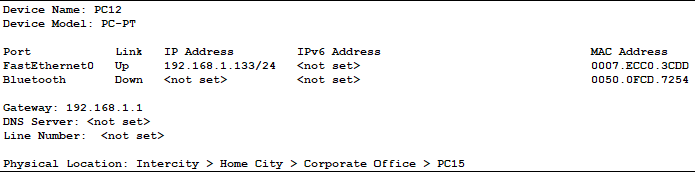 Device Name: PC12
Device Model: PC-PT
Port Link IP Address IPv6 Address MAC Address
FastEthernet0 Up 192.168.1.133/24 <not set> 0007.ECC0.3CDD
Bluetooth Down <not set> <not set> 0050.0FCD.7254
Gateway: 192.168.1.1
DNS Server: <not set>
Line Number: <not set>
Physical Location: Intercity > Home City > Corporate Office > PC15